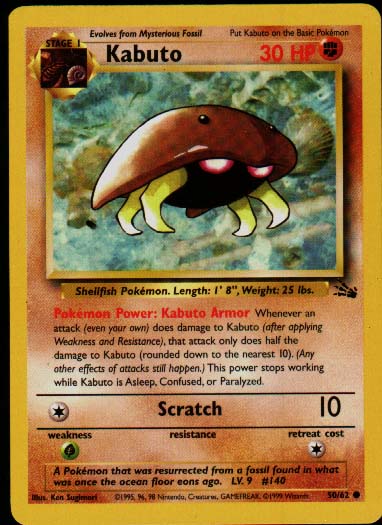 Evolves from Mysterious Fossil
Put Kabuto on the Basic Pokémon
STAGE 1
Kabuto
30 HP
Shellfish Pokémon. Length: 1' 8", Weight: 25 lbs.
Pokémon Power: Kabuto Armor Whenever an
attack (even your own) does damage to Kabuto (after applying
Weakness and Resistance), that attack only does half the
damage to Kabuto (rounded down to the nearest 10). (Any
other effects of attacks still happen.) This power stops working
while Kabuto is Asleep, Confused, or Paralyzed.
Scratch 10
weakness resistance retreat cost
A Pokémon that was resurrected from a fossil found in what
was once the ocean floor eons ago. LV. 9 #140
Illus. Ken Sugimori ©1995, 96, 98 Nintendo, Creatures, GAMEFREAK. ©1999 Wizards. 50/62